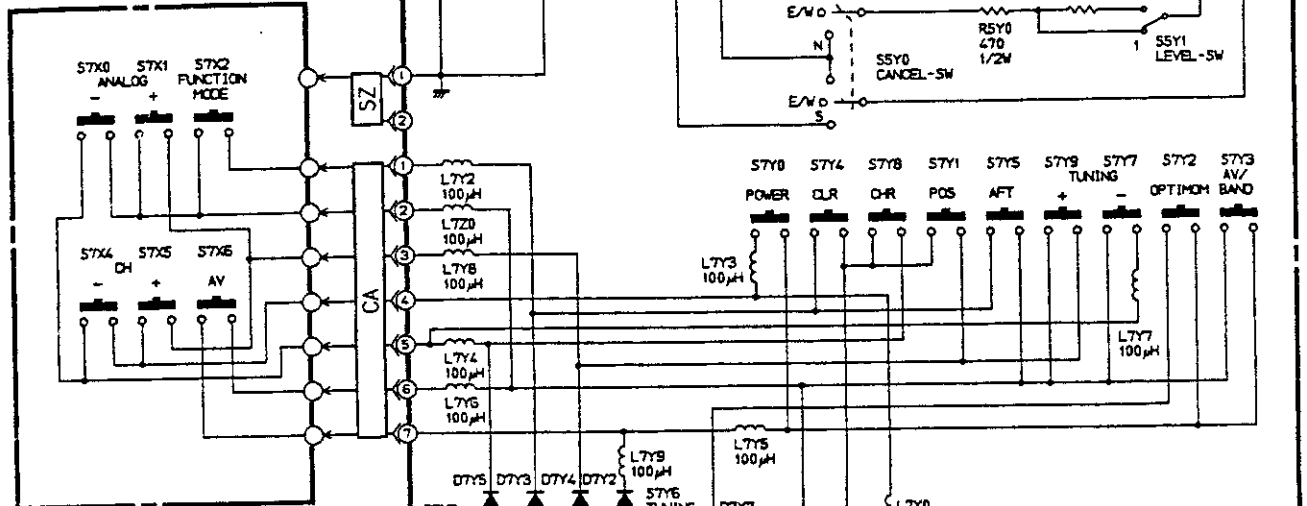 E/W
R5Y0
470
1/2W
1
S5Y1
LEVEL-SW
N
S5Y0
CANCEL-SW
E/W
S
S7X0 S7X1 S7X2
ANALOG FUNCTION
MODE
- +
SZ
1
2
S7X4 S7X5 S7X6
CH AV
- +
CA
1
2
3
4
5
6
7
L7Y2
100μH
L7Z0
100μH
L7Y8
100μH
L7Y4
100μH
L7Y6
100μH
S7Y0 S7Y4 S7Y8 S7Y1 S7Y5 S7Y9 S7Y7 S7Y2 S7Y3
TUNING AV/
POWER CLR CHR POS AFT + - OPTIMOM BAND
L7Y3
100μH
L7Y7
100μH
L7Y5
100μH
L7Y9
100μH
D7Y5 D7Y3 D7Y4 D7Y2
S7Y6